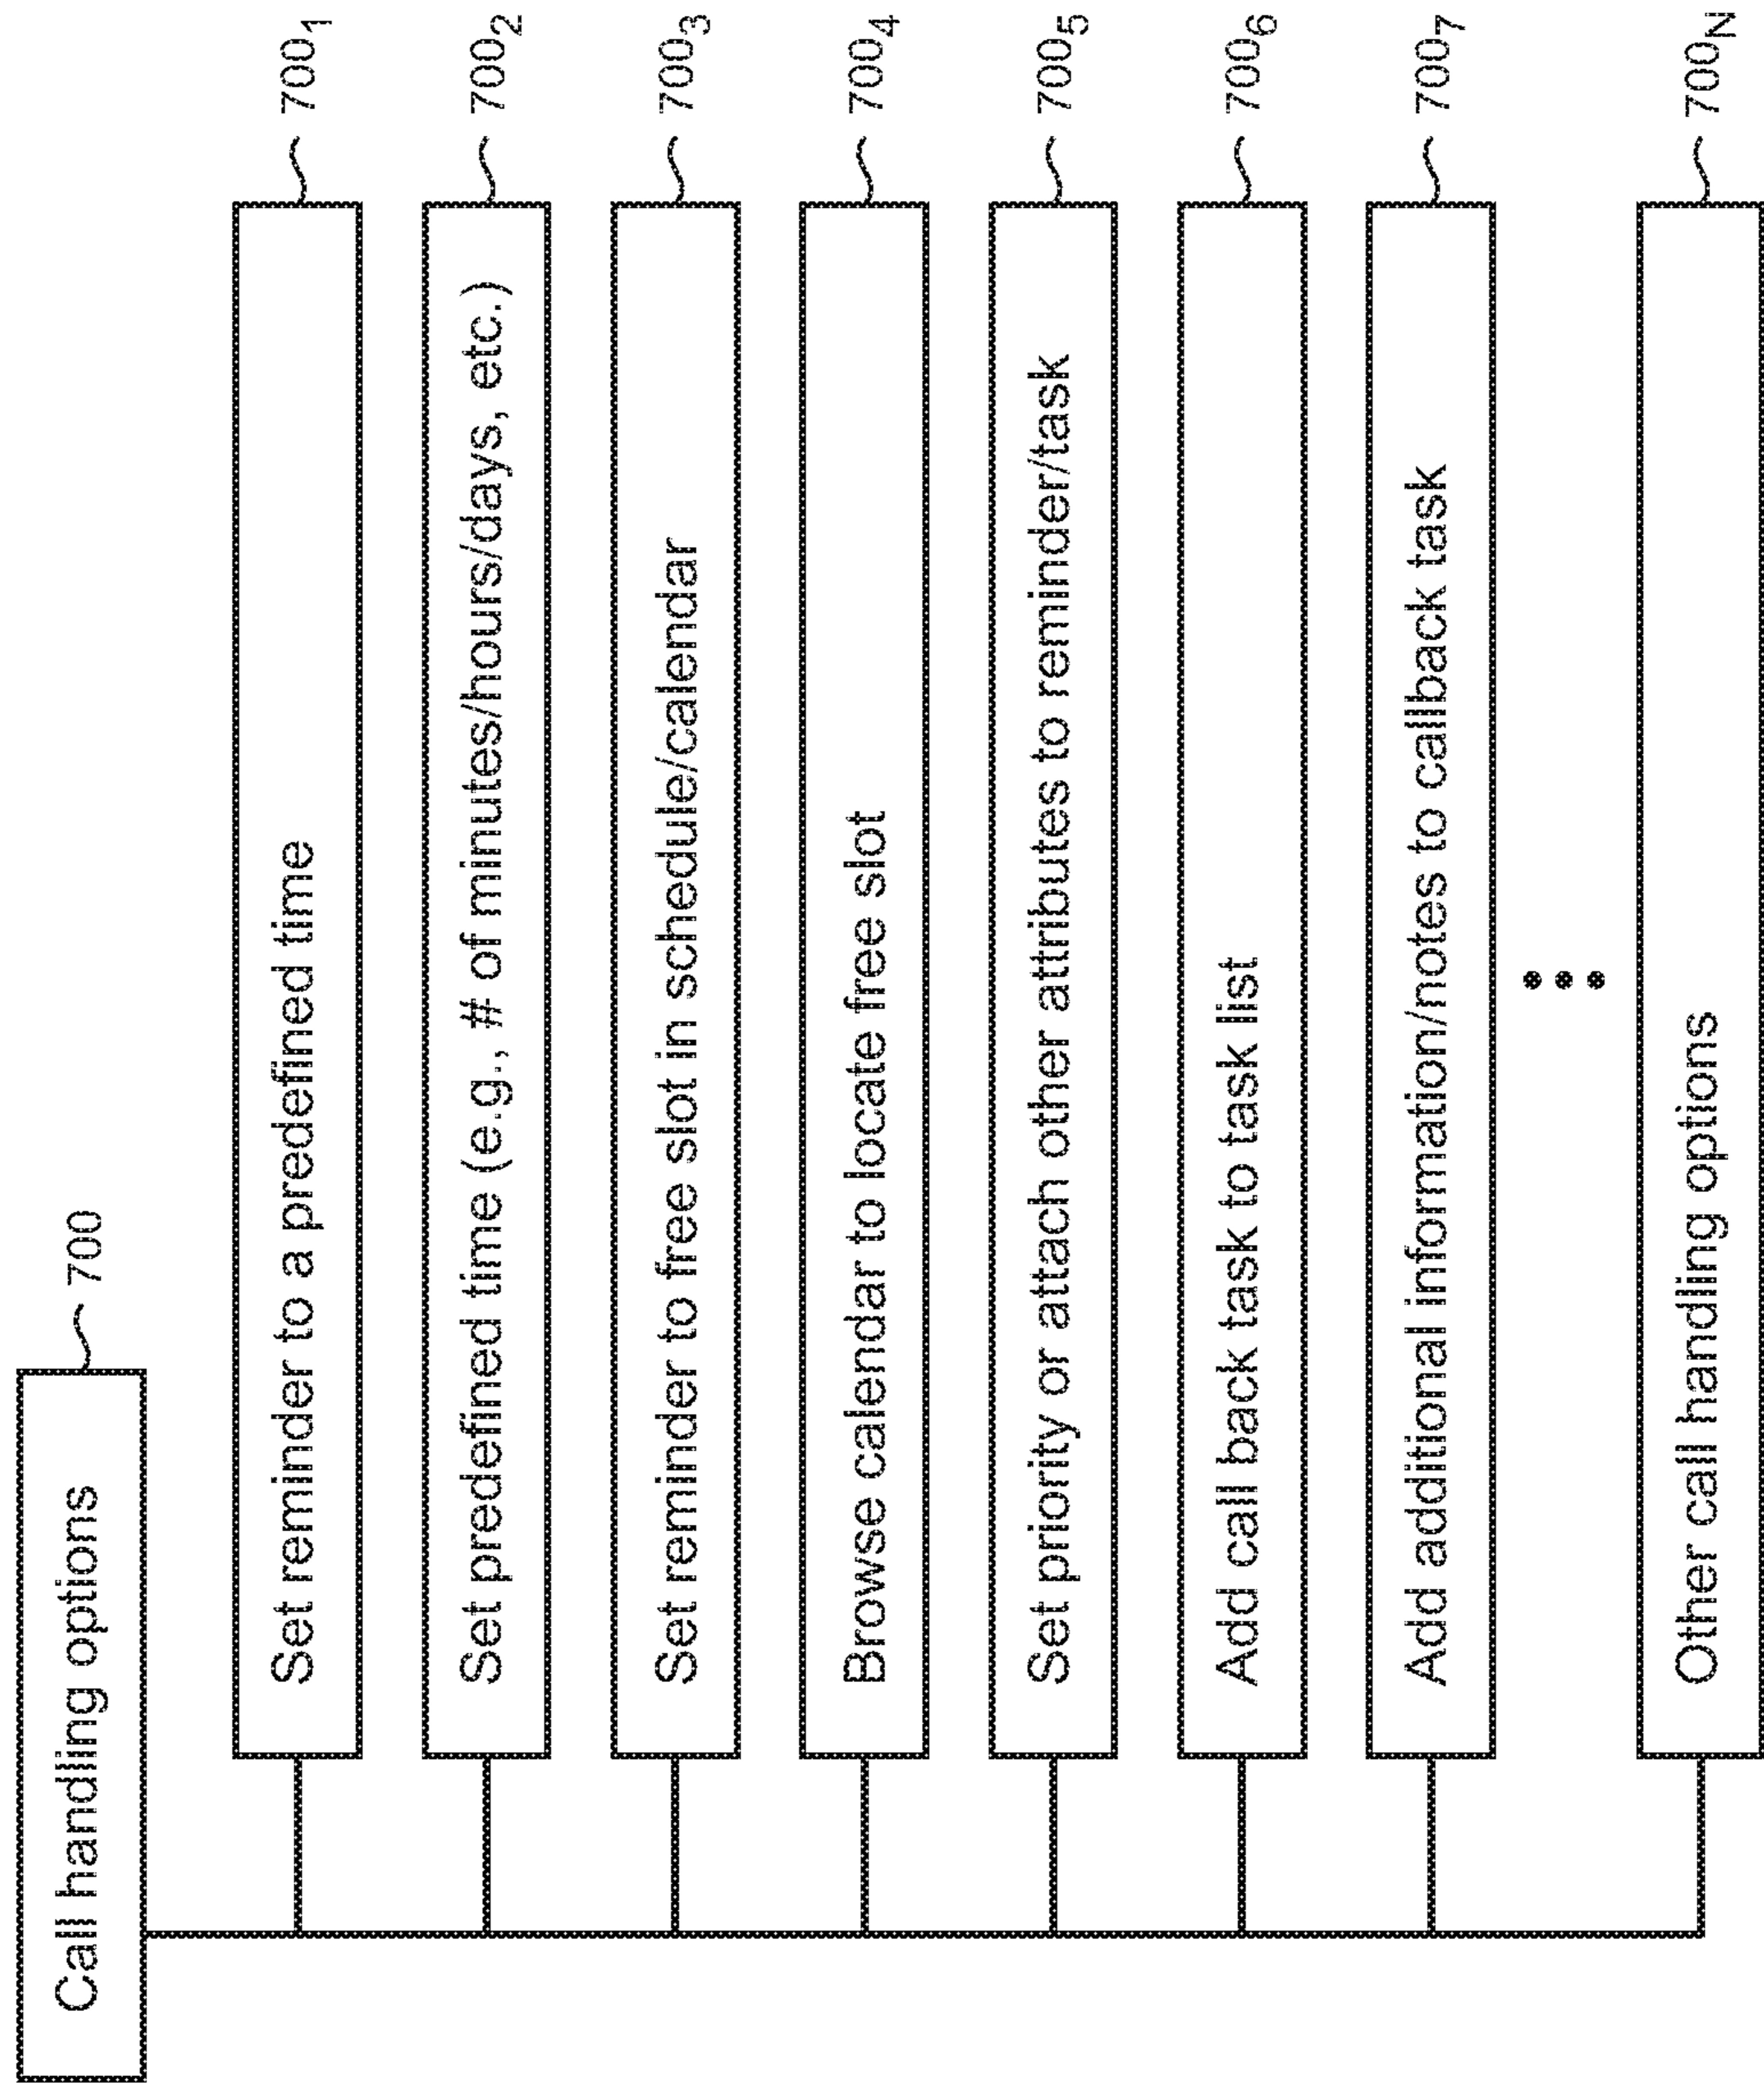 Call handling options
700
Set reminder to a predefined time
700₁
Set predefined time (e.g., # of minutes/hours/days, etc.)
700₂
Set reminder to free slot in schedule/calendar
700₃
Browse calendar to locate free slot
700₄
Set priority or attach other attributes to reminder/task
700₅
Add call back task to task list
700₆
Add additional information/notes to callback task
700₇
Other call handling options
700N